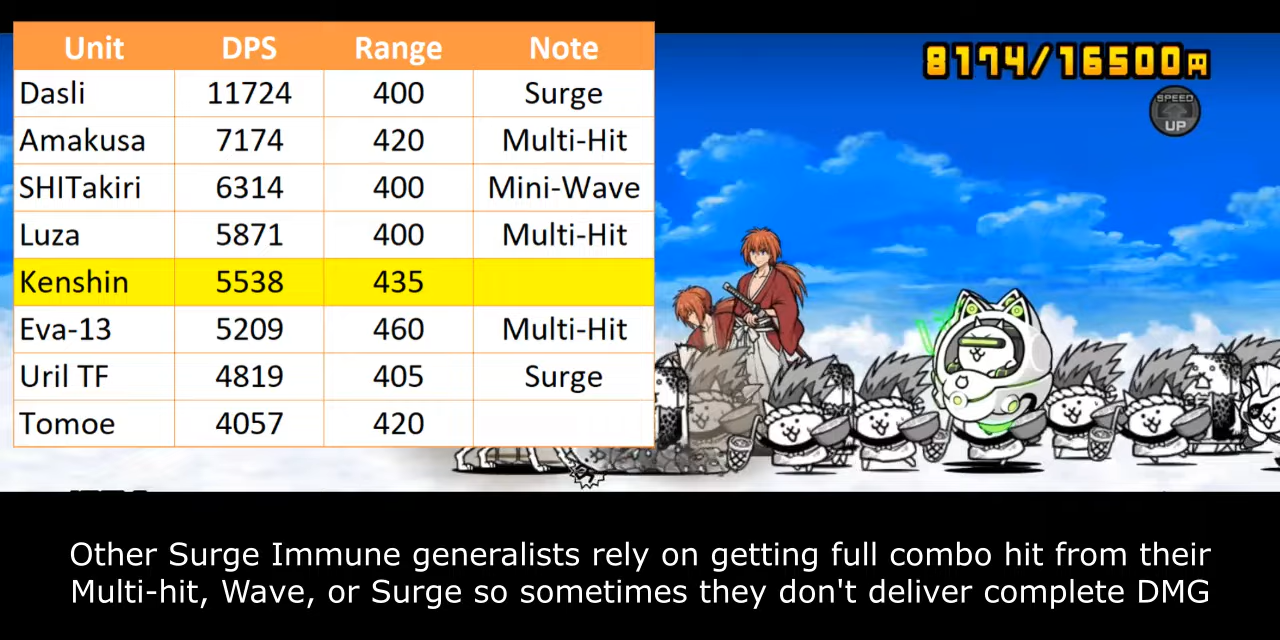 Unit DPS Range Note
Dasli 11724 400 Surge
Amakusa 7174 420 Multi-Hit
SHITakiri 6314 400 Mini-Wave
Luza 5871 400 Multi-Hit
Kenshin 5538 435
Eva-13 5209 460 Multi-Hit
Uril TF 4819 405 Surge
Tomoe 4057 420
8174/16500円
SPEED
UP
Other Surge Immune generalists rely on getting full combo hit from their
Multi-hit, Wave, or Surge so sometimes they don't deliver complete DMG